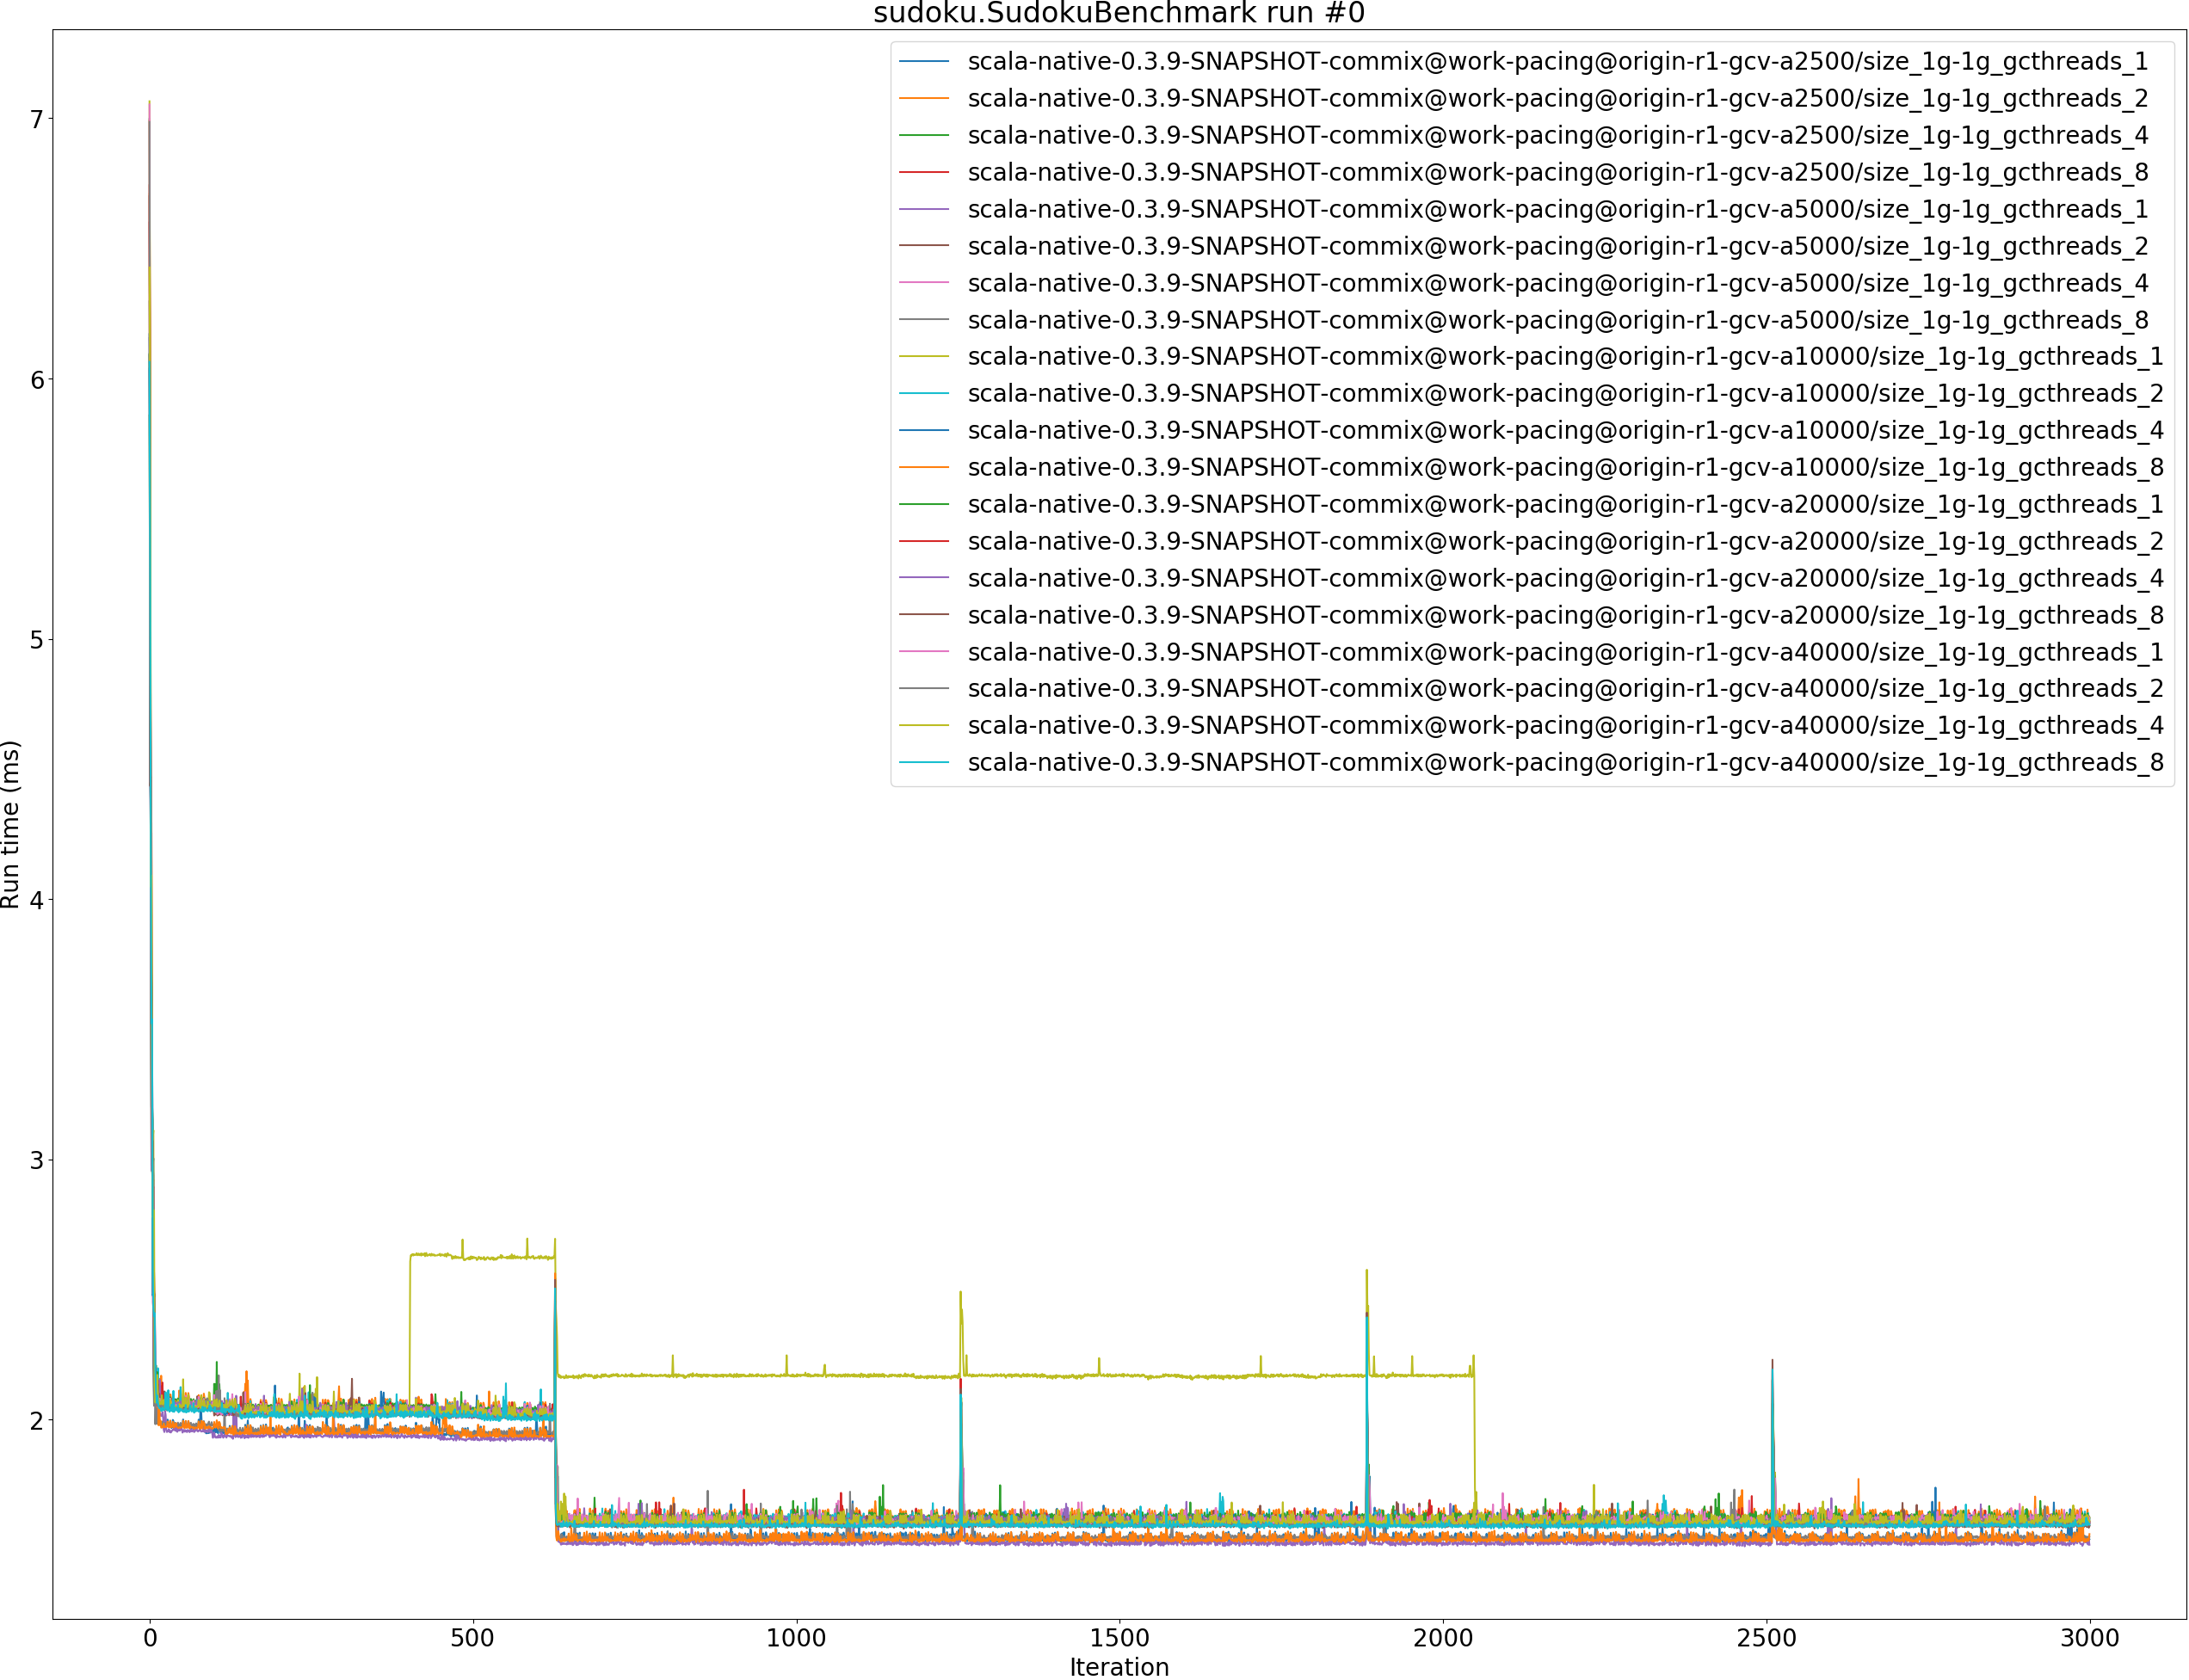 sudoku.SudokuBenchmark run #0
scala-native-0.3.9-SNAPSHOT-commix@work-pacing@origin-r1-gcv-a2500/size_1g-1g_gcthreads_1
scala-native-0.3.9-SNAPSHOT-commix@work-pacing@origin-r1-gcv-a2500/size_1g-1g_gcthreads_2
scala-native-0.3.9-SNAPSHOT-commix@work-pacing@origin-r1-gcv-a2500/size_1g-1g_gcthreads_4
scala-native-0.3.9-SNAPSHOT-commix@work-pacing@origin-r1-gcv-a2500/size_1g-1g_gcthreads_8
scala-native-0.3.9-SNAPSHOT-commix@work-pacing@origin-r1-gcv-a5000/size_1g-1g_gcthreads_1
scala-native-0.3.9-SNAPSHOT-commix@work-pacing@origin-r1-gcv-a5000/size_1g-1g_gcthreads_2
scala-native-0.3.9-SNAPSHOT-commix@work-pacing@origin-r1-gcv-a5000/size_1g-1g_gcthreads_4
scala-native-0.3.9-SNAPSHOT-commix@work-pacing@origin-r1-gcv-a5000/size_1g-1g_gcthreads_8
scala-native-0.3.9-SNAPSHOT-commix@work-pacing@origin-r1-gcv-a10000/size_1g-1g_gcthreads_1
scala-native-0.3.9-SNAPSHOT-commix@work-pacing@origin-r1-gcv-a10000/size_1g-1g_gcthreads_2
scala-native-0.3.9-SNAPSHOT-commix@work-pacing@origin-r1-gcv-a10000/size_1g-1g_gcthreads_4
scala-native-0.3.9-SNAPSHOT-commix@work-pacing@origin-r1-gcv-a10000/size_1g-1g_gcthreads_8
scala-native-0.3.9-SNAPSHOT-commix@work-pacing@origin-r1-gcv-a20000/size_1g-1g_gcthreads_1
scala-native-0.3.9-SNAPSHOT-commix@work-pacing@origin-r1-gcv-a20000/size_1g-1g_gcthreads_2
scala-native-0.3.9-SNAPSHOT-commix@work-pacing@origin-r1-gcv-a20000/size_1g-1g_gcthreads_4
scala-native-0.3.9-SNAPSHOT-commix@work-pacing@origin-r1-gcv-a20000/size_1g-1g_gcthreads_8
scala-native-0.3.9-SNAPSHOT-commix@work-pacing@origin-r1-gcv-a40000/size_1g-1g_gcthreads_1
scala-native-0.3.9-SNAPSHOT-commix@work-pacing@origin-r1-gcv-a40000/size_1g-1g_gcthreads_2
scala-native-0.3.9-SNAPSHOT-commix@work-pacing@origin-r1-gcv-a40000/size_1g-1g_gcthreads_4
scala-native-0.3.9-SNAPSHOT-commix@work-pacing@origin-r1-gcv-a40000/size_1g-1g_gcthreads_8
7
6
5
4
3
2
Run time (ms)
0 500 1000 1500 2000 2500 3000
Iteration